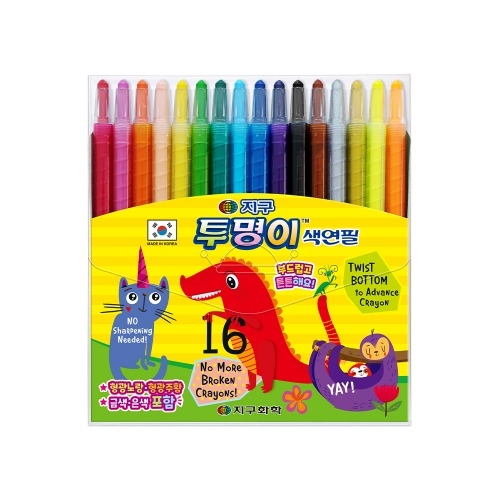 지구
투명이™ 색연필
MADE IN KOREA
부드럽고
튼튼해요!
TWIST
BOTTOM
to Advance
Crayon
NO
Sharpening
Needed!
16
No More
Broken
Crayons!
YAY!
형광노랑·형광주황
금색·은색 포함
지구화학